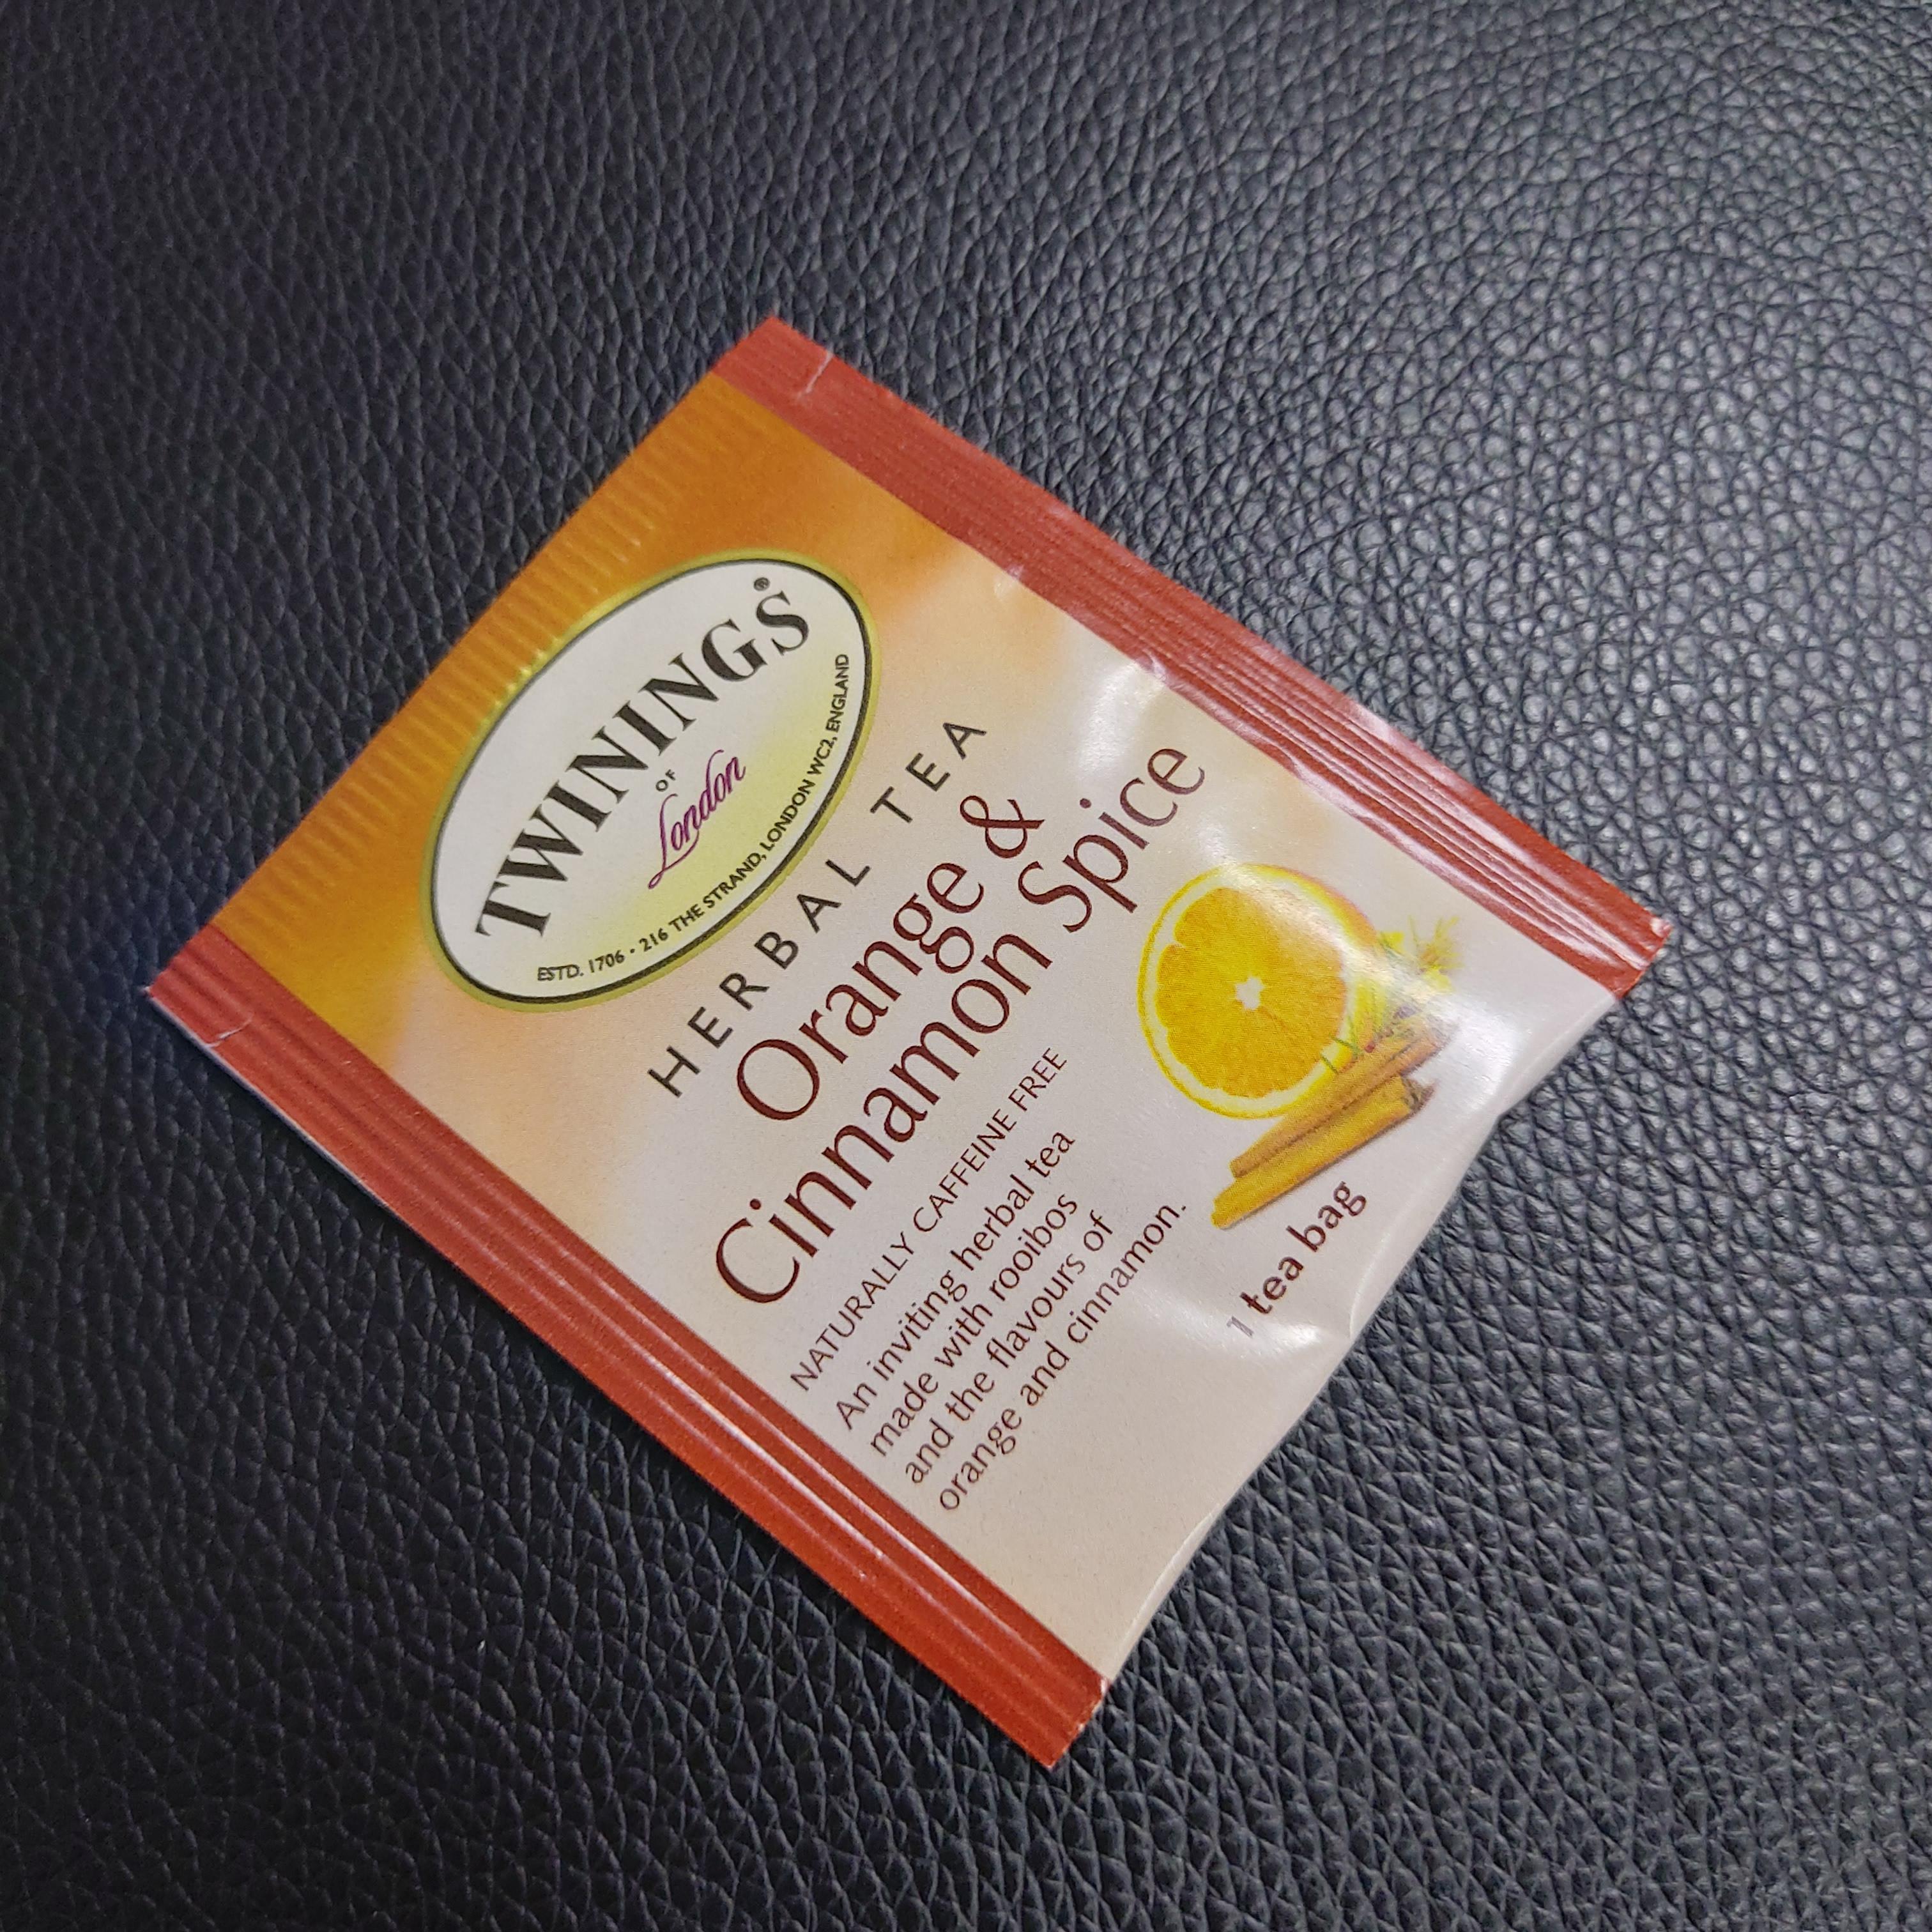 TWININGS®
OF
London
ESTD. 1706 · 216 THE STRAND, LONDON WC2, ENGLAND
HERBAL TEA
Orange &
Cinnamon Spice
NATURALLY CAFFEINE FREE
An inviting herbal tea
made with rooibos
and the flavours of
orange and cinnamon.
1 tea bag